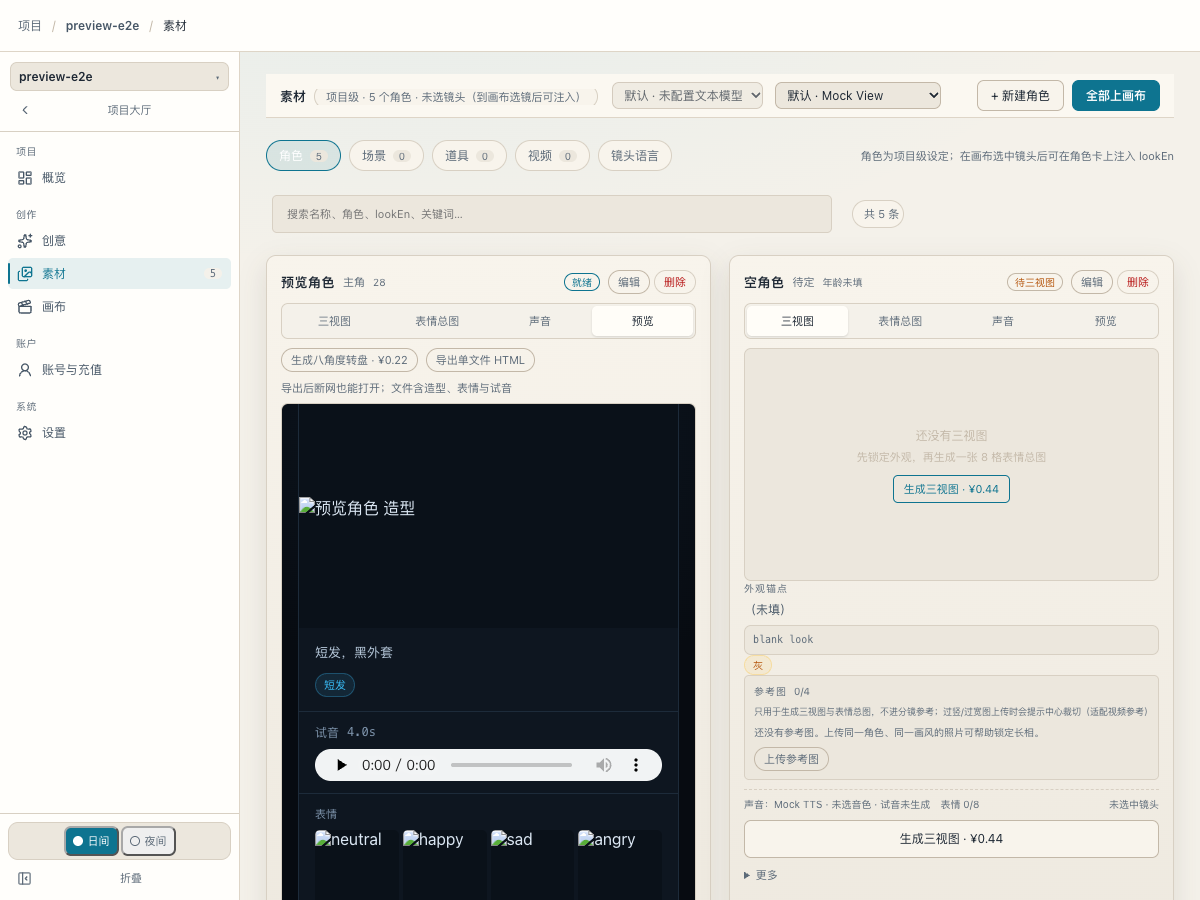 项目 / preview-e2e / 素材
preview-e2e
项目大厅
项目
概览
创作
创意
素材 5
画布
账户
账号与充值
系统
设置
日间 夜间
折叠
素材 项目级 · 5 个角色 · 未选镜头（到画布选镜后可注入） 默认 · 未配置文本模型 默认 · Mock View + 新建角色 全部上画布
角色 5 场景 0 道具 0 视频 0 镜头语言 角色为项目级设定；在画布选中镜头后可在角色卡上注入 lookEn
搜索名称、角色、lookEn、关键词... 共 5 条
预览角色 主角 28 就绪 编辑 删除
三视图 表情总图 声音 预览
生成八角度转盘 · ¥0.22 导出单文件 HTML
导出后断网也能打开；文件含造型、表情与试音
预览角色 造型
短发，黑外套
短发
试音 4.0s
0:00 / 0:00
表情
neutral happy sad angry
空角色 待定 年龄未填 待三视图 编辑 删除
三视图 表情总图 声音 预览
还没有三视图
先锁定外观，再生成一张 8 格表情总图
生成三视图 · ¥0.44
外观锚点
（未填）
blank look
灰
参考图 0/4
只用于生成三视图与表情总图，不进分镜参考；过竖/过宽图上传时会提示中心裁切（适配视频参考）
还没有参考图。上传同一角色、同一画风的照片可帮助锁定长相。
上传参考图
声音：Mock TTS · 未选音色 · 试音未生成 表情 0/8 未选中镜头
生成三视图 · ¥0.44
更多